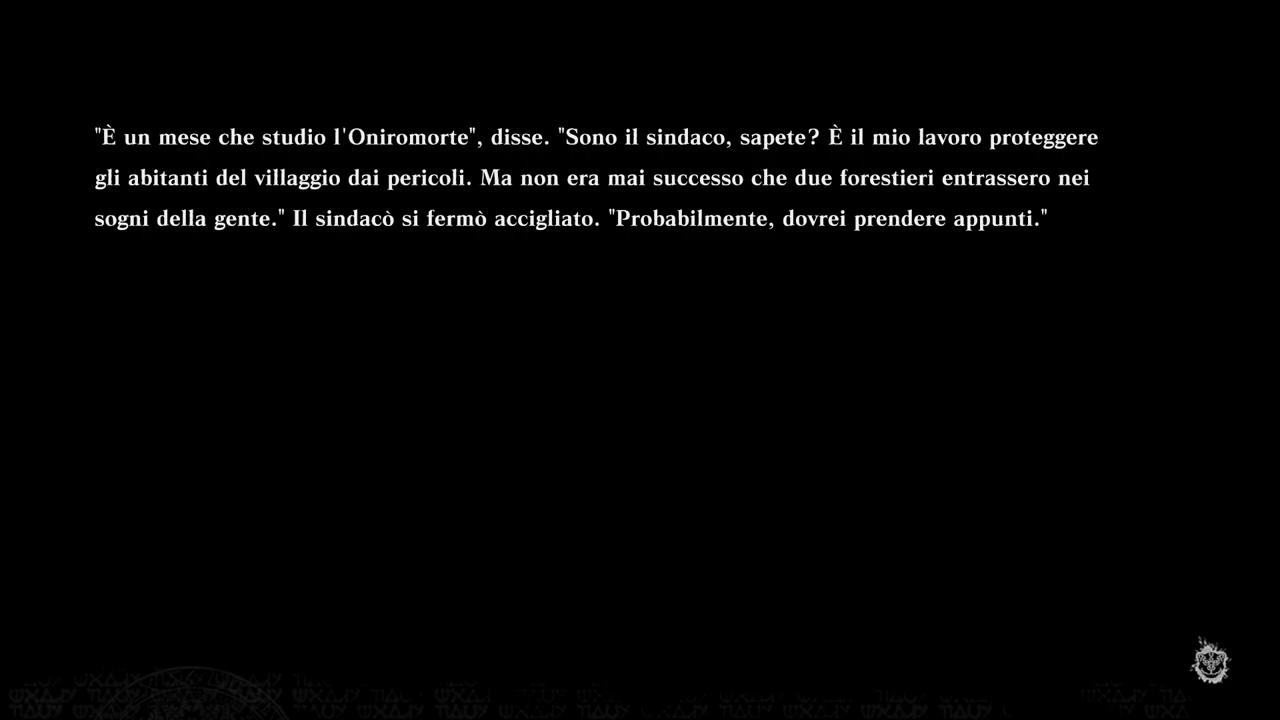 "È un mese che studio l'Oniromorte", disse. "Sono il sindaco, sapete? È il mio lavoro proteggere
gli abitanti del villaggio dai pericoli. Ma non era mai successo che due forestieri entrassero nei
sogni della gente." Il sindacò si fermò accigliato. "Probabilmente, dovrei prendere appunti."